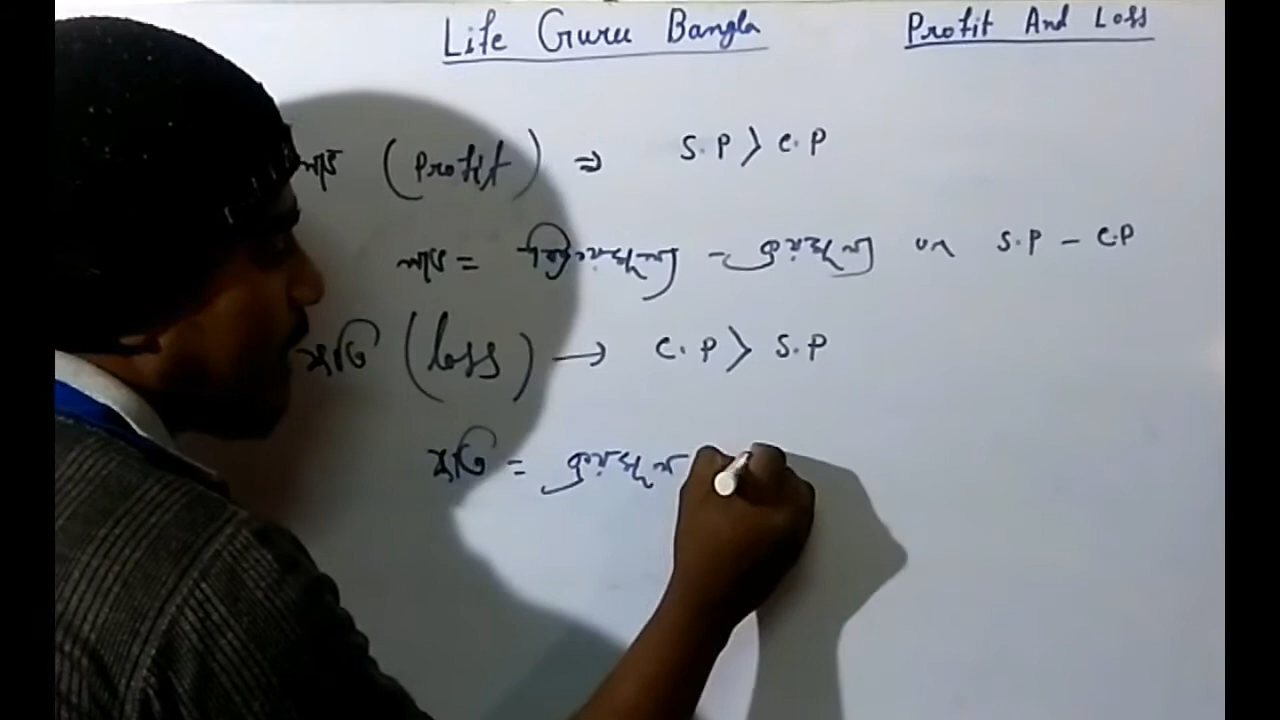 Life Guru Bangla Profit And Loss
লাভ (Profit) ⇒ S.P > C.P
লাভ = বিক্রয়মূল্য - ক্রয়মূল্য or S.P - C.P
ক্ষতি (Loss) → C.P > S.P
ক্ষতি = ক্রয়মূল্য